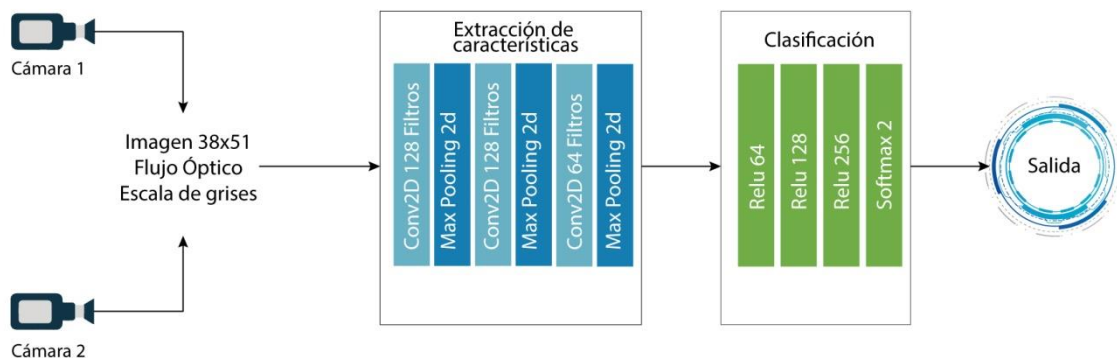 Cámara 1
Imagen 38x51
Flujo Óptico
Escala de grises
Cámara 2
Extracción de
características
Conv2D 128 Filtros
Max Pooling 2d
Conv2D 128 Filtros
Max Pooling 2d
Conv2D 64 Filtros
Max Pooling 2d
Clasificación
Relu 64
Relu 128
Relu 256
Softmax 2
Salida